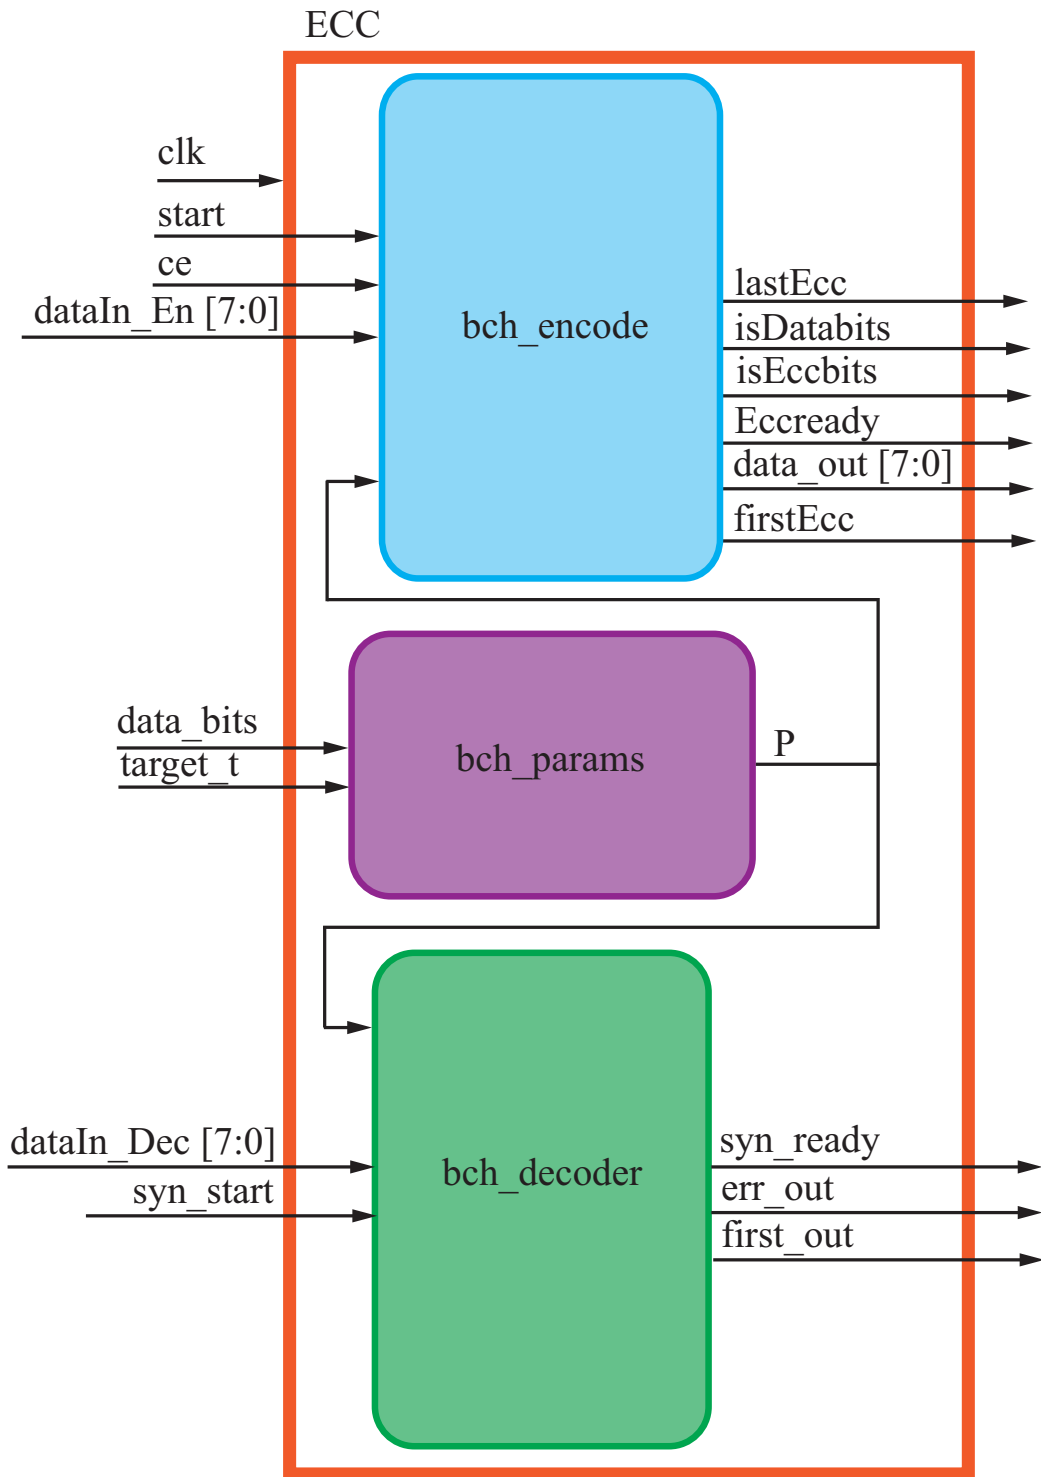 ECC
clk
start
ce
dataIn_En [7:0]
bch_encode
lastEcc
isDatabits
isEccbits
Eccready
data_out [7:0]
firstEcc
data_bits
target_t
bch_params
P
dataIn_Dec [7:0]
syn_start
bch_decoder
syn_ready
err_out
first_out